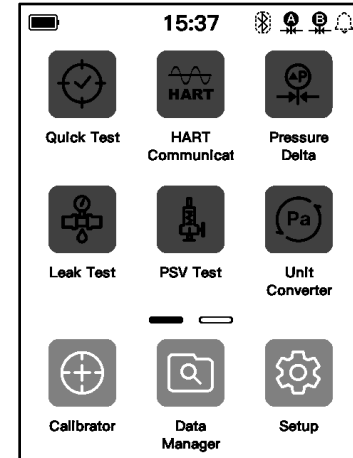 15:37
A B
HART
ΔP
Quick Test HART Pressure
Communicat Delta
Pa
Leak Test PSV Test Unit
Converter
Calibrator Data Setup
Manager